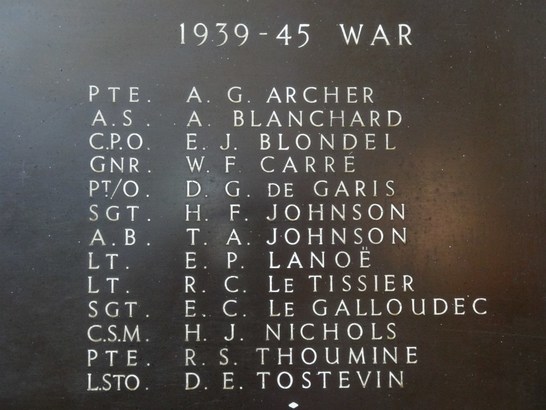 1939-45 WAR
PTE. A. G. ARCHER
A.S. A. BLANCHARD
C.P.O. E. J. BLONDEL
GNR. W. F. CARRÉ
PT/O. D. G. DE GARIS
SGT. H. F. JOHNSON
A.B. T. A. JOHNSON
LT. E. P. LANOË
LT. R. C. LE TISSIER
SGT. E. C. LE GALLOUDEC
C.S.M. H. J. NICHOLS
PTE. R. S. THOUMINE
L.STO. D. E. TOSTEVIN